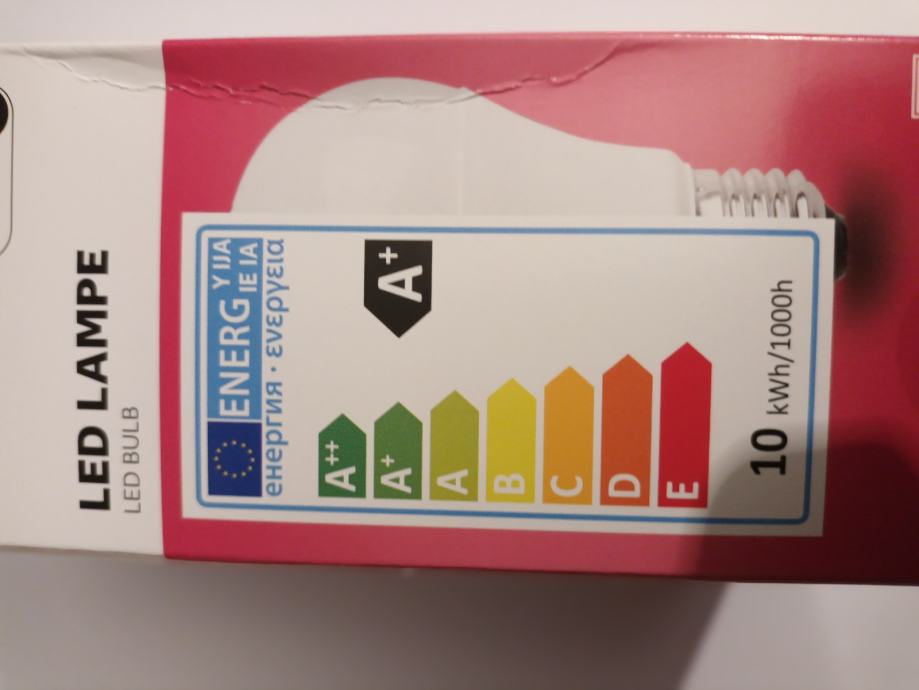 LED LAMPE
LED BULB
ENERG Y IJA
IE IA
енергия · ενεργεια
A++
A+
A
B
C
D
E
A+
10 kWh/1000h